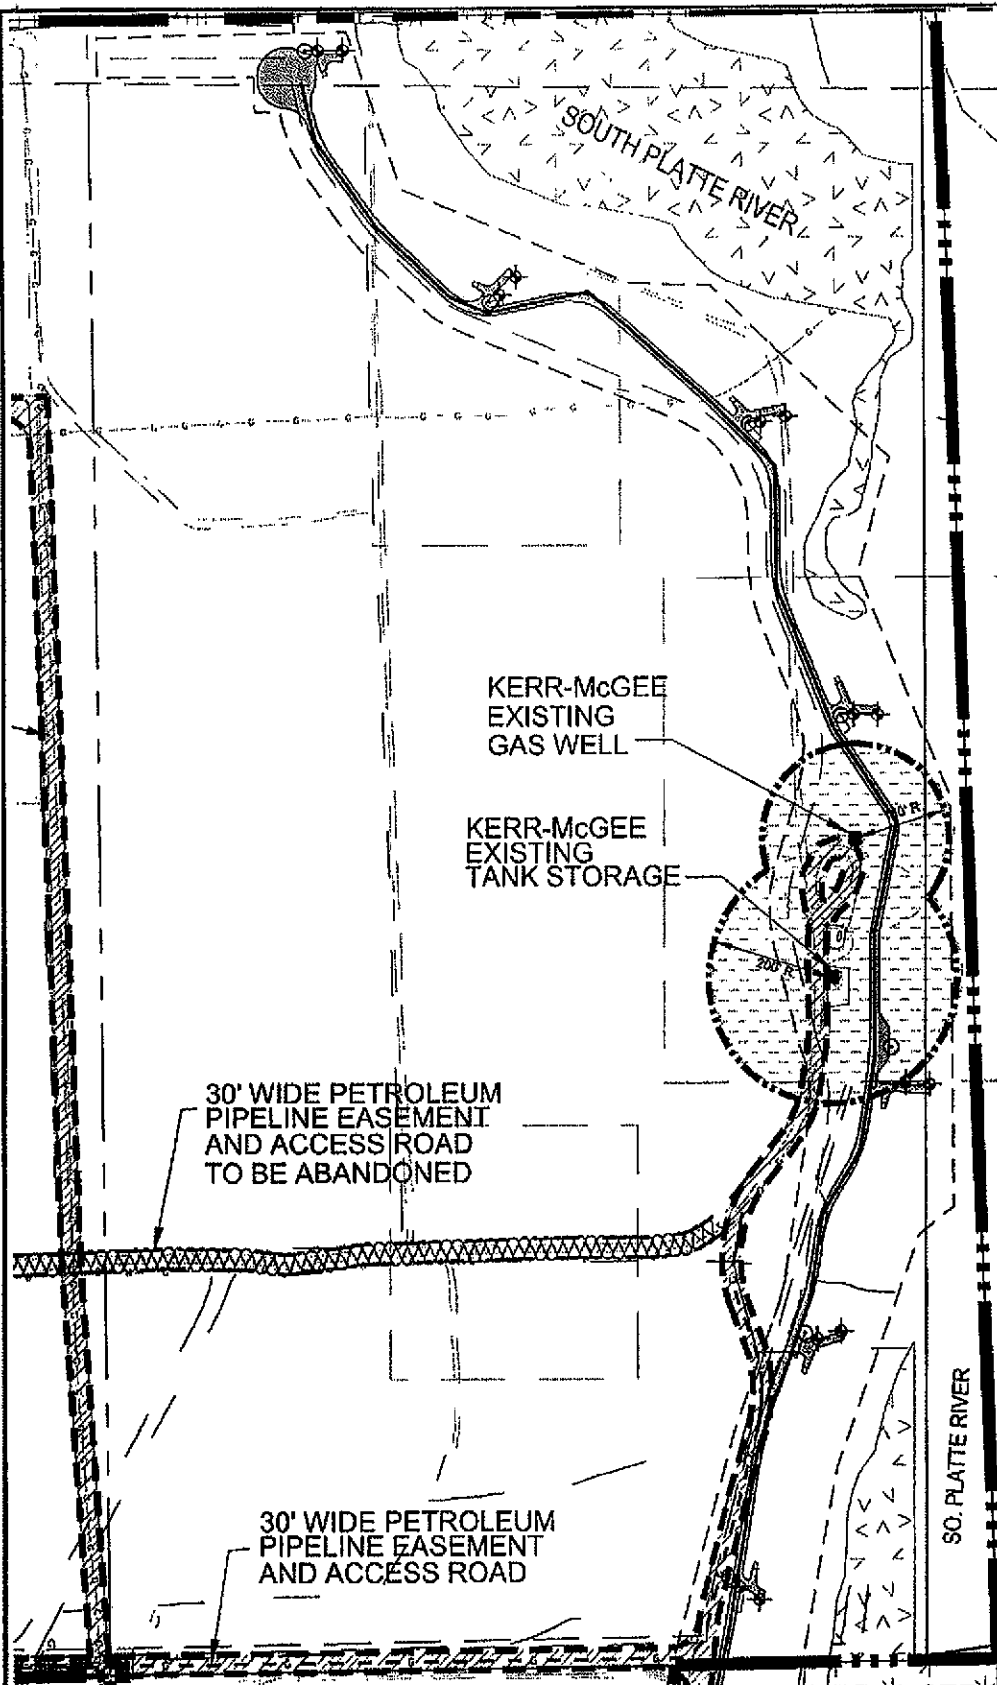 SOUTH PLATTE RIVER
KERR-McGEE
EXISTING
GAS WELL
KERR-McGEE
EXISTING
TANK STORAGE
200' R
30' WIDE PETROLEUM
PIPELINE EASEMENT
AND ACCESS ROAD
TO BE ABANDONED
SO. PLATTE RIVER
30' WIDE PETROLEUM
PIPELINE EASEMENT
AND ACCESS ROAD